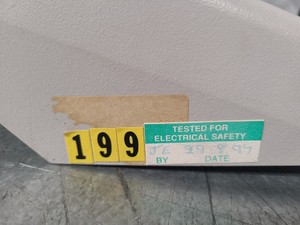 199
TESTED FOR
ELECTRICAL SAFETY
BY DATE